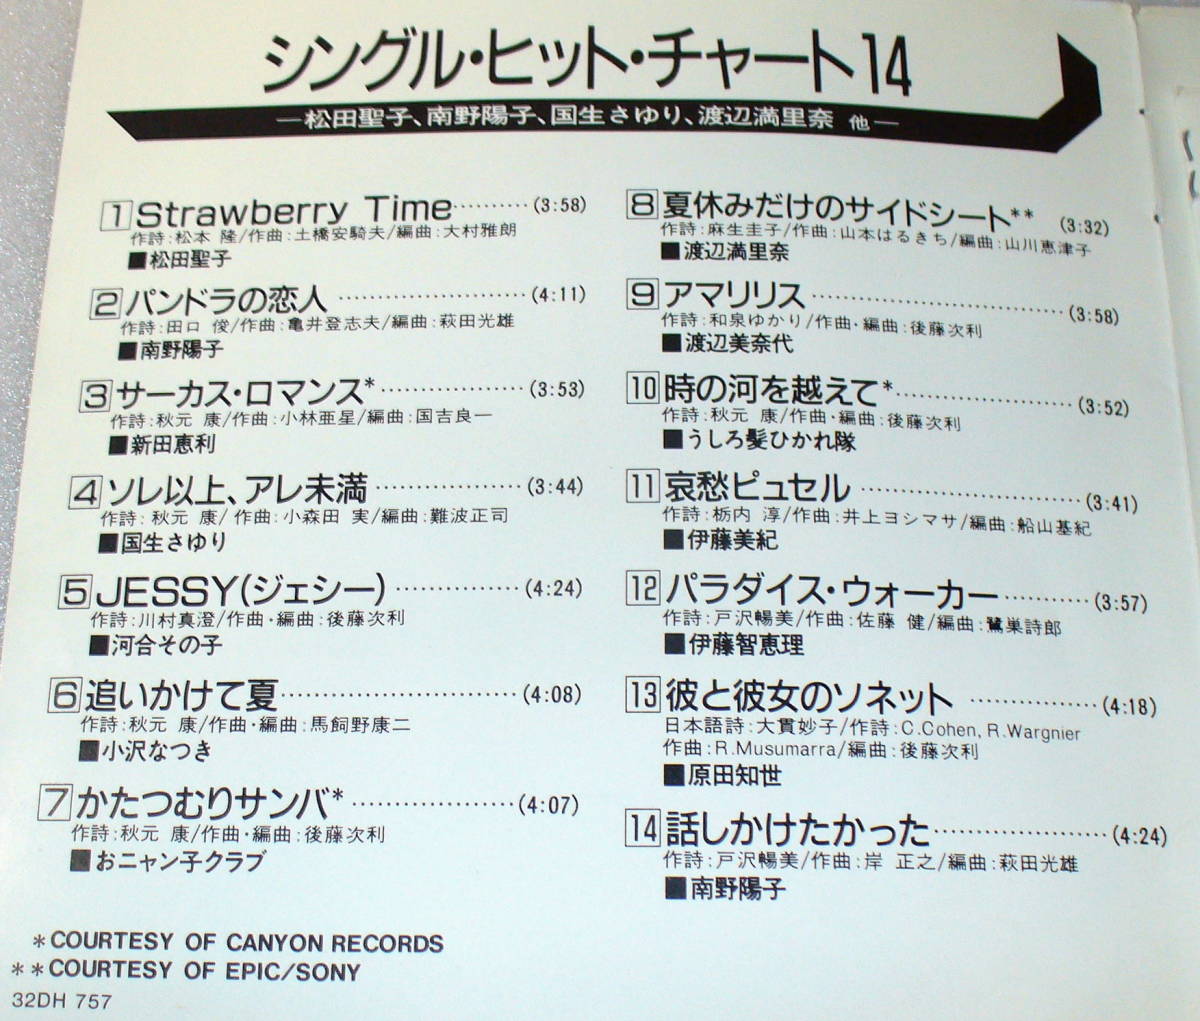 シングル・ヒット・チャート14
―松田聖子、南野陽子、国生さゆり、渡辺満里奈 他―
1 Strawberry Time··········(3:58)
作詩:松本 隆/作曲:土橋安騎夫/編曲:大村雅朗
■松田聖子
2 パンドラの恋人 ························(4:11)
作詩:田口 俊/作曲:亀井登志夫/編曲:萩田光雄
■南野陽子
3 サーカス・ロマンス*··················(3:53)
作詩:秋元 康/作曲:小林亜星/編曲:国吉良一
■新田恵利
4 ソレ以上、アレ未満 ··················(3:44)
作詩:秋元 康/作曲:小森田 実/編曲:難波正司
■国生さゆり
5 JESSY(ジェシー) ···············(4:24)
作詩:川村真澄/作曲・編曲:後藤次利
■河合その子
6 追いかけて夏·····························(4:08)
作詩:秋元 康/作曲・編曲:馬飼野康二
■小沢なつき
7 かたつむりサンバ* ····················(4:07)
作詩:秋元 康/作曲・編曲:後藤次利
■おニャン子クラブ
8 夏休みだけのサイドシート** (3:32)
作詩:麻生圭子/作曲:山本はるきち/編曲:山川恵津子
■渡辺満里奈
9 アマリリス ································(3:58)
作詩:和泉ゆかり/作曲・編曲:後藤次利
■渡辺美奈代
10 時の河を越えて*······················(3:52)
作詩:秋元 康/作曲・編曲:後藤次利
■うしろ髪ひかれ隊
11 哀愁ピュセル ···························(3:41)
作詩:栃内 淳/作曲:井上ヨシマサ/編曲:船山基紀
■伊藤美紀
12 パラダイス・ウォーカー···········(3:57)
作詩:戸沢暢美/作曲:佐藤 健/編曲:鷺巣詩郎
■伊藤智恵理
13 彼と彼女のソネット ················(4:18)
日本語詩:大貫妙子/作詩:C.Cohen, R.Wargnier
作曲:R.Musumarra/編曲:後藤次利
■原田知世
14 話しかけたかった······················(4:24)
作詩:戸沢暢美/作曲:岸 正之/編曲:萩田光雄
■南野陽子
*COURTESY OF CANYON RECORDS
**COURTESY OF EPIC/SONY
32DH 757